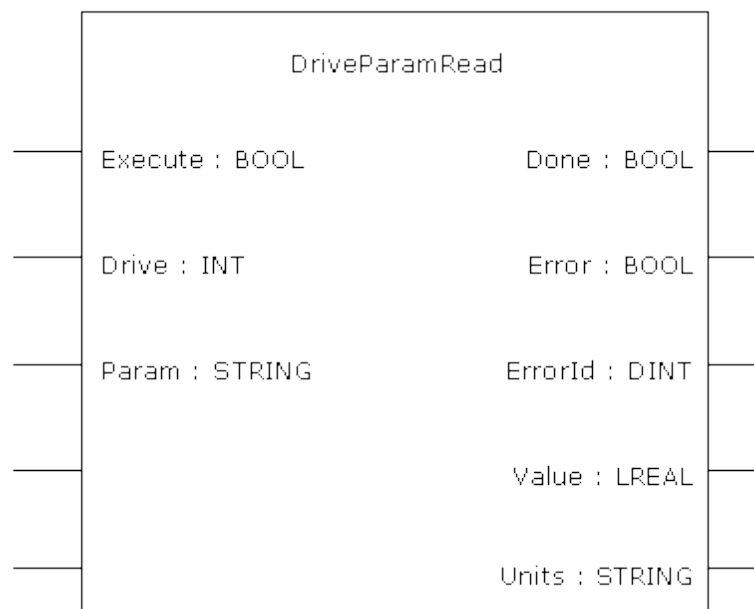 DriveParamRead
Execute : BOOL
Done : BOOL
Drive : INT
Error : BOOL
Param : STRING
ErrorId : DINT
Value : LREAL
Units : STRING